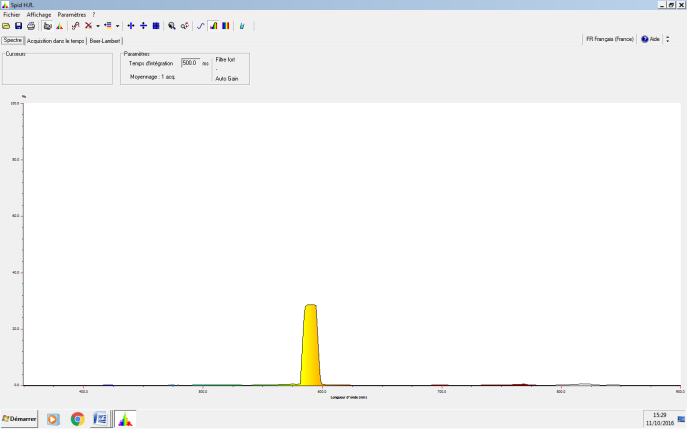 Spid H.R.
Fichier Affichage Paramètres ?
Spectre Acquisition dans le temps Beer-Lambert
FR Français (France) Aide
Curseurs
Paramètres
Temps d'intégration 500.0 ms
Moyennage : 1 acq.
Filtre fort
-
Auto Gain
%
100.0
80.0
60.0
40.0
20.0
0.0
400.0 500.0 600.0 700.0 800.0 900.0
Longueur d'onde (nm)
Démarrer
15:29
11/10/2016